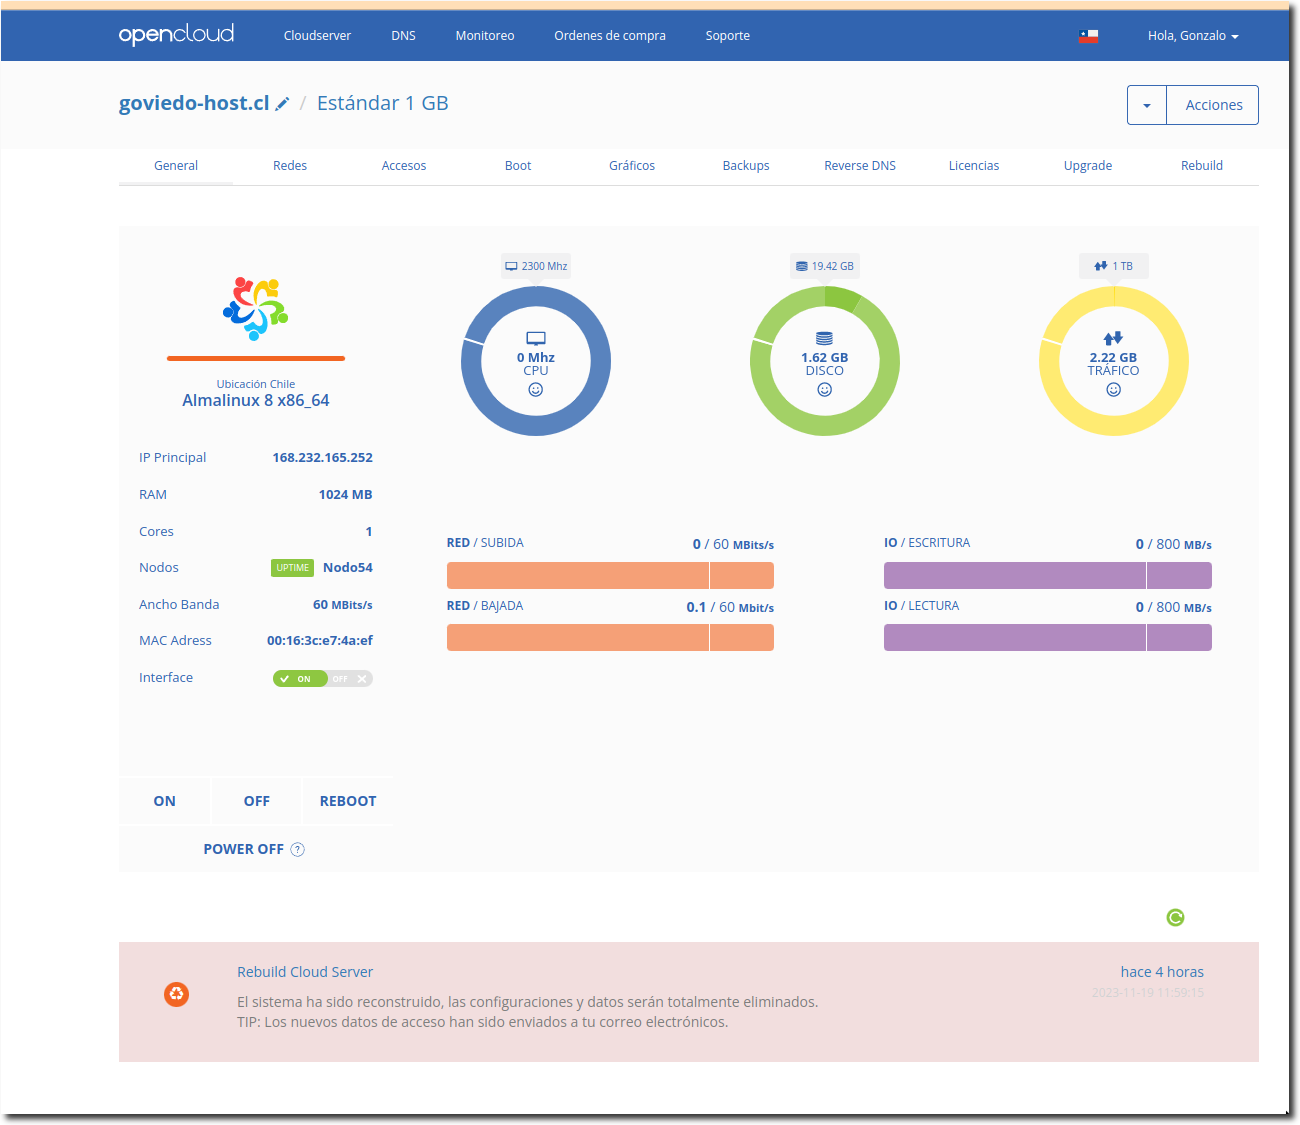 opencloud Cloudserver DNS Monitoreo Ordenes de compra Soporte Hola, Gonzalo
goviedo-host.cl / Estándar 1 GB Acciones
General Redes Accesos Boot Gráficos Backups Reverse DNS Licencias Upgrade Rebuild
Ubicación Chile
Almalinux 8 x86_64
IP Principal 168.232.165.252
RAM 1024 MB
Cores 1
Nodos UPTIME Nodo54
Ancho Banda 60 MBits/s
MAC Adress 00:16:3c:e7:4a:ef
Interface ON OFF
ON OFF REBOOT
POWER OFF ?
2300 Mhz
0 Mhz
CPU
19.42 GB
1.62 GB
DISCO
1 TB
2.22 GB
TRÁFICO
RED / SUBIDA 0 / 60 MBits/s
RED / BAJADA 0.1 / 60 Mbit/s
IO / ESCRITURA 0 / 800 MB/s
IO / LECTURA 0 / 800 MB/s
Rebuild Cloud Server hace 4 horas
2023-11-19 11:59:15
El sistema ha sido reconstruido, las configuraciones y datos serán totalmente eliminados.
TIP: Los nuevos datos de acceso han sido enviados a tu correo electrónicos.